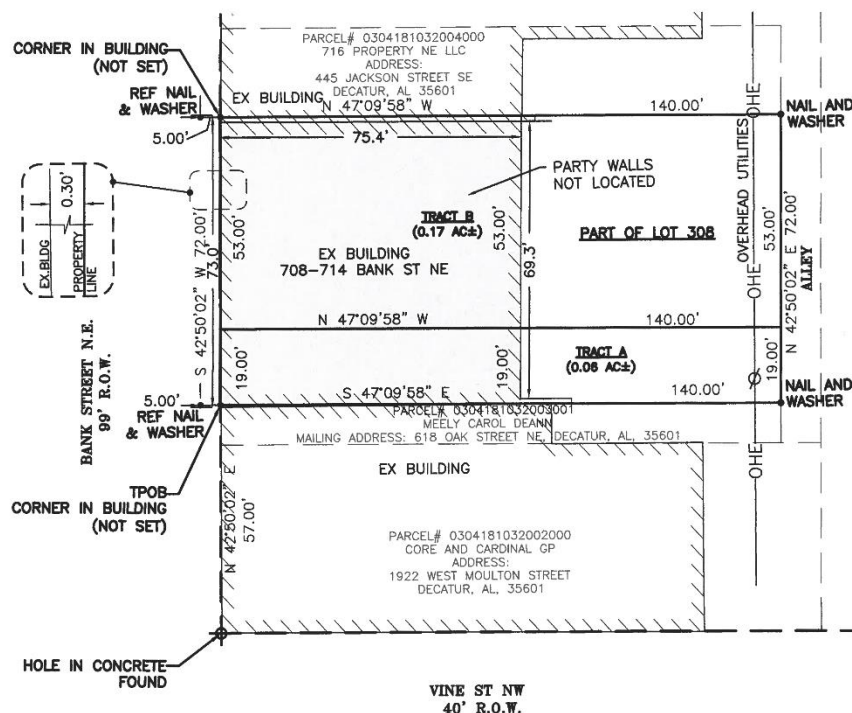 CORNER IN BUILDING
(NOT SET)
PARCEL# 0304181032004000
716 PROPERTY NE LLC
ADDRESS:
445 JACKSON STREET SE
DECATUR, AL 35601
REF NAIL
& WASHER
EX BUILDING
N 47°09'58" W
140.00'
NAIL AND
WASHER
5.00'
75.4'
OVERHEAD UTILITIES
OHE
PARTY WALLS
NOT LOCATED
0.30'
EX.BLDG
PROPERTY
LINE
S 42°50'02" W 72.00'
73.0'
53.00'
TRACT B
(0.17 AC±)
53.00'
69.3'
PART OF LOT 308
53.00'
N 42°50'02" E 72.00'
ALLEY
EX BUILDING
708-714 BANK ST NE
OHE
N 47°09'58" W
140.00'
BANK STREET N.E.
99' R.O.W.
19.00'
19.00'
TRACT A
(0.06 AC±)
19.00'
5.00'
S 47°09'58" E
140.00'
NAIL AND
WASHER
REF NAIL
& WASHER
PARCEL# 0304181032003001
MEELY CAROL DEANN
MAILING ADDRESS: 618 OAK STREET NE, DECATUR, AL, 35601
OHE
EX BUILDING
TPOB
CORNER IN BUILDING
(NOT SET)
N 42°50'02" E
57.00'
PARCEL# 0304181032002000
CORE AND CARDINAL GP
ADDRESS:
1922 WEST MOULTON STREET
DECATUR, AL, 35601
HOLE IN CONCRETE
FOUND
VINE ST NW
40' R.O.W.